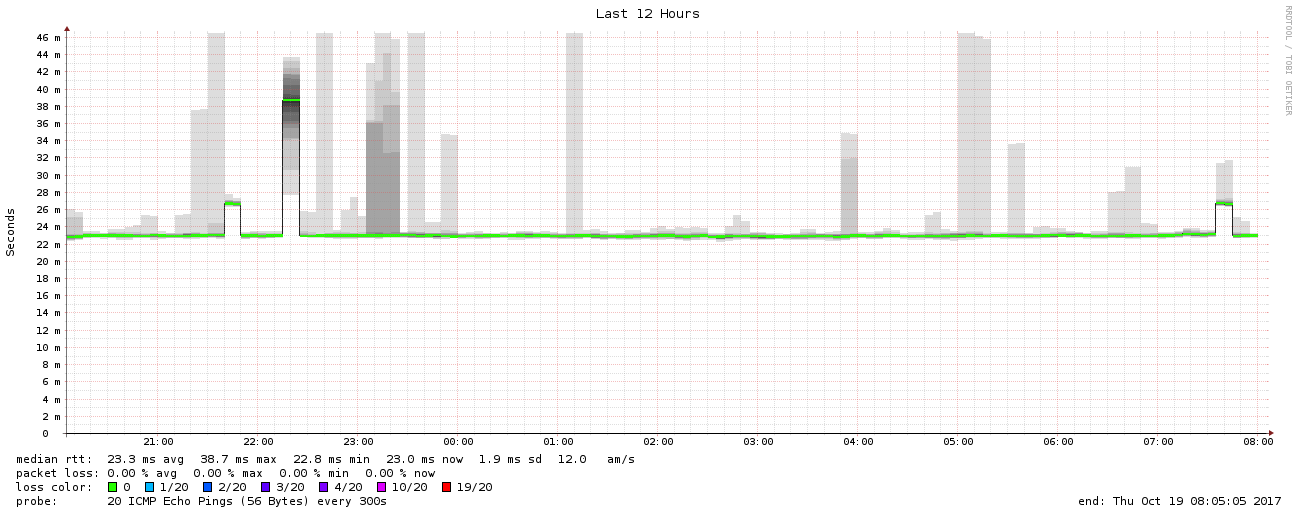 Last 12 Hours
RRDTOOL / TOBI OETIKER
Seconds
46 m
44 m
42 m
40 m
38 m
36 m
34 m
32 m
30 m
28 m
26 m
24 m
22 m
20 m
18 m
16 m
14 m
12 m
10 m
8 m
6 m
4 m
2 m
0
21:00 22:00 23:00 00:00 01:00 02:00 03:00 04:00 05:00 06:00 07:00 08:00
median rtt: 23.3 ms avg 38.7 ms max 22.8 ms min 23.0 ms now 1.9 ms sd 12.0 am/s
packet loss: 0.00 % avg 0.00 % max 0.00 % min 0.00 % now
loss color: 0 1/20 2/20 3/20 4/20 10/20 19/20
probe: 20 ICMP Echo Pings (56 Bytes) every 300s end: Thu Oct 19 08:05:05 2017